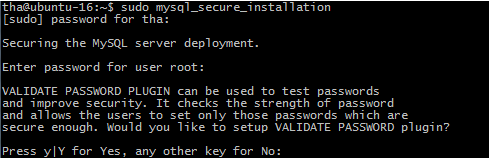 tha@ubuntu-16:~$ sudo mysql_secure_installation
[sudo] password for tha:
Securing the MySQL server deployment.
Enter password for user root:
VALIDATE PASSWORD PLUGIN can be used to test passwords
and improve security. It checks the strength of password
and allows the users to set only those passwords which are
secure enough. Would you like to setup VALIDATE PASSWORD plugin?
Press y|Y for Yes, any other key for No: